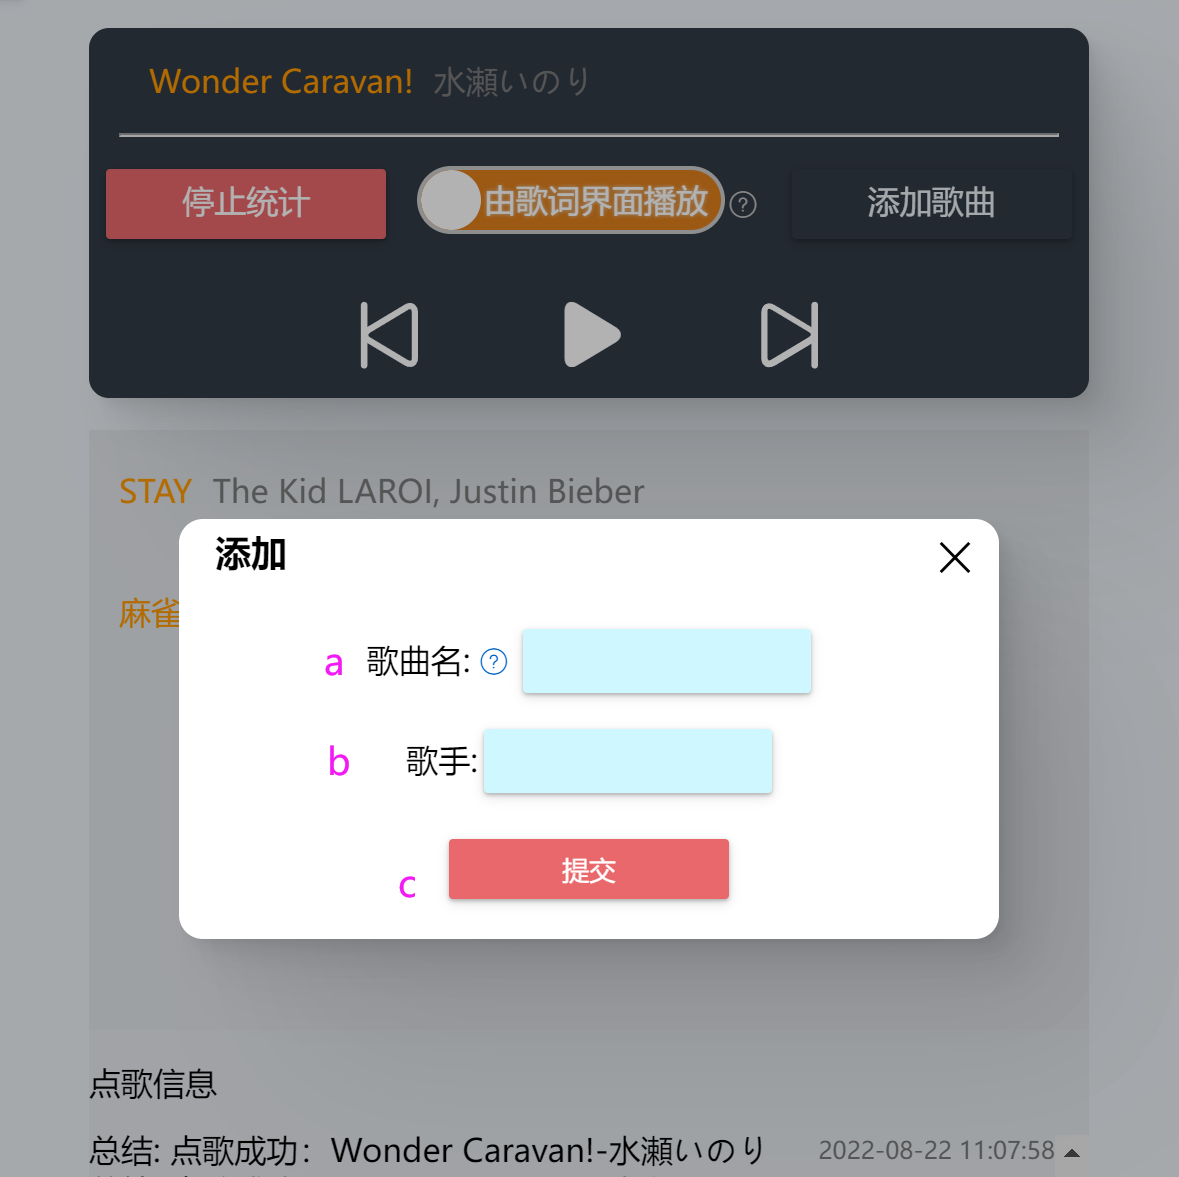 Wonder Caravan! 水瀬いのり
停止统计 由歌词界面播放 ? 添加歌曲
STAY The Kid LAROI, Justin Bieber
添加
麻雀
a 歌曲名: ?
b 歌手:
c 提交
点歌信息
总结: 点歌成功：Wonder Caravan!-水瀬いのり 2022-08-22 11:07:58